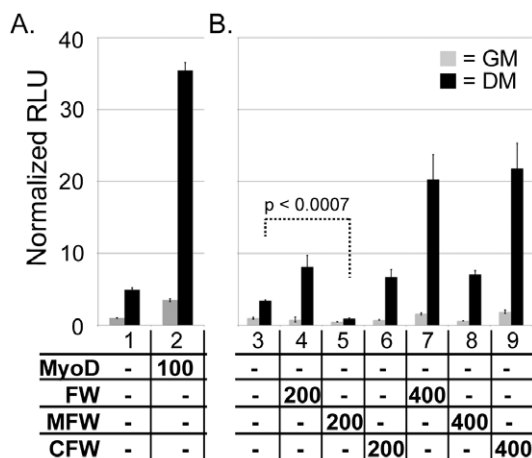 A. B.
Normalized RLU
40
30
20
10
0
= GM
= DM
p < 0.0007
1 2 3 4 5 6 7 8 9
MyoD - 100 - - - - - - -
FW - - - 200 - - 400 - -
MFW - - - - 200 - - 400 -
CFW - - - - - 200 - - 400